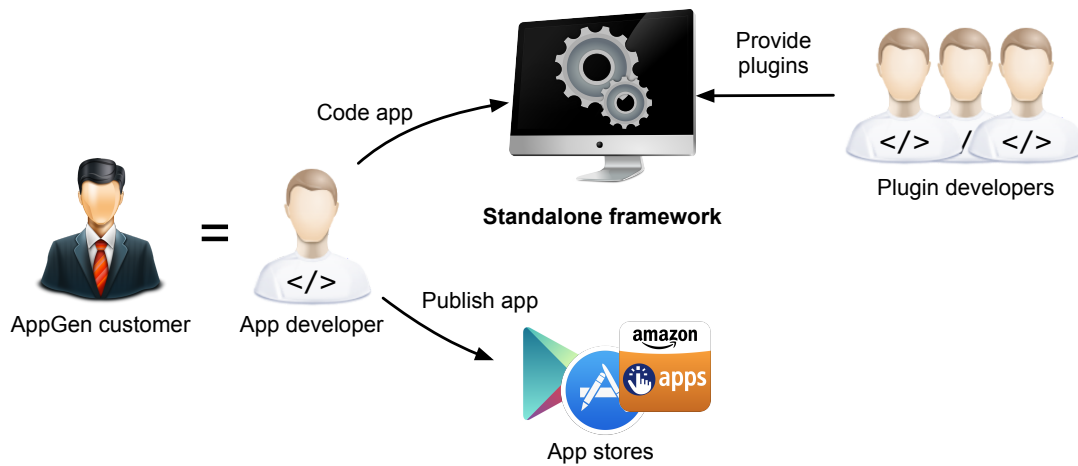 Provide
plugins
Code app
</>
</>
/
</>
Plugin developers
Standalone framework
=
</>
AppGen customer
App developer
Publish app
amazon
apps
App stores